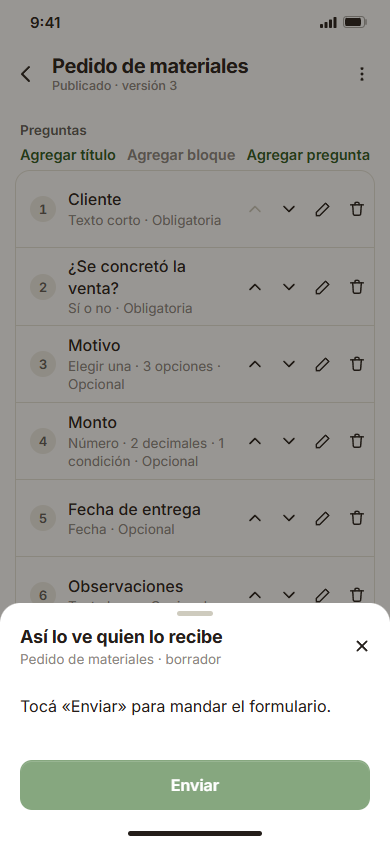 9:41
Pedido de materiales
Publicado · versión 3
Preguntas
Agregar título Agregar bloque Agregar pregunta
1
Cliente
Texto corto · Obligatoria
2
¿Se concretó la
venta?
Sí o no · Obligatoria
3
Motivo
Elegir una · 3 opciones ·
Opcional
4
Monto
Número · 2 decimales · 1
condición · Opcional
5
Fecha de entrega
Fecha · Opcional
6
Observaciones
Así lo ve quien lo recibe
Pedido de materiales · borrador
Tocá «Enviar» para mandar el formulario.
Enviar